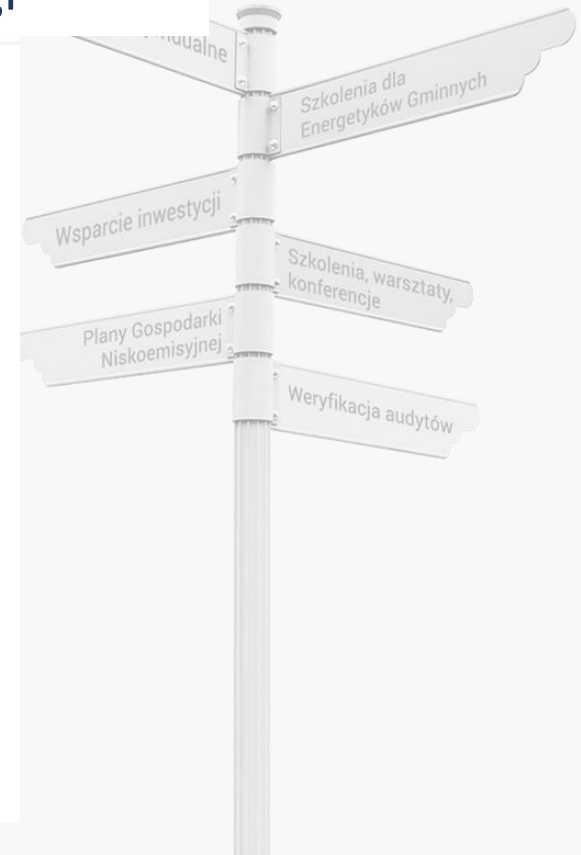 Szkolenia dla
Energetyków Gminnych
Wsparcie inwestycji
Szkolenia, warsztaty,
konferencje
Plany Gospodarki
Niskoemisyjnej
Weryfikacja audytów